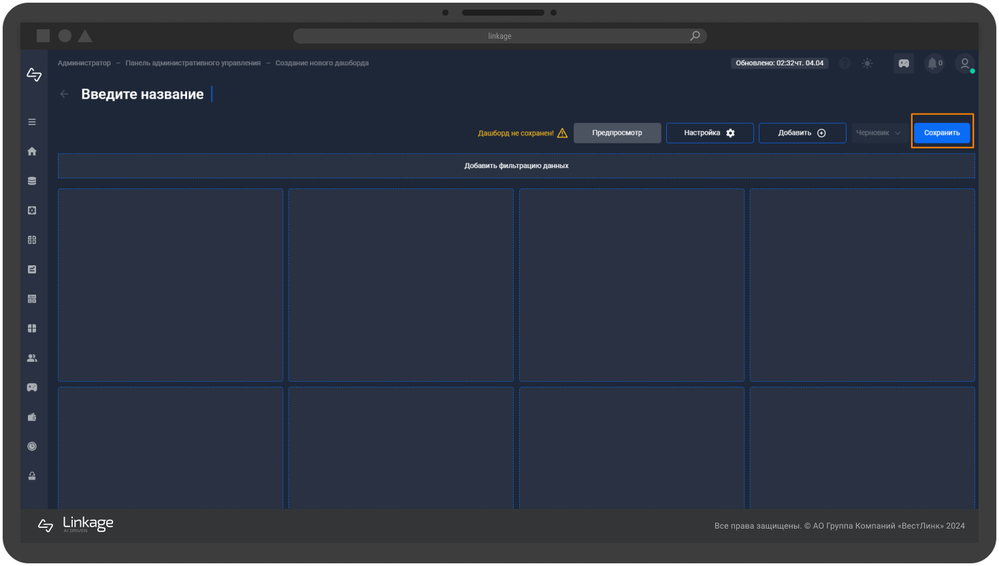 linkage
Администратор – Панель административного управления – Создание нового дашборда
Обновлено: 02:32чт. 04.04
0
Введите название
Дашборд не сохранен!
Предпросмотр
Настройка
Добавить
Черновик
Сохранить
Добавить фильтрацию данных
Linkage
AI DRIVEN
Все права защищены. © АО Группа Компаний «ВестЛинк» 2024